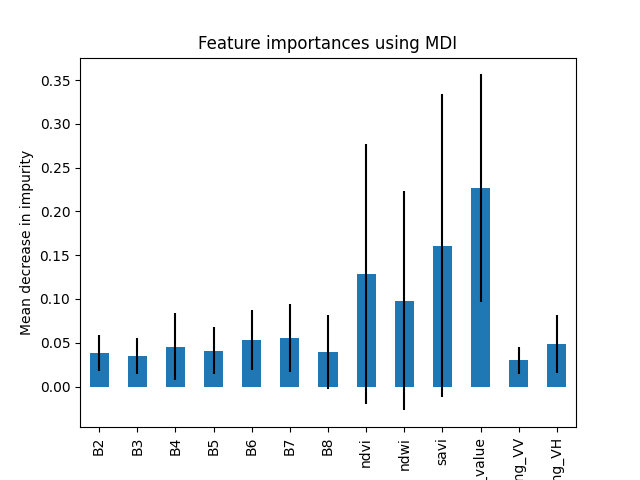 Feature importances using MDI
Mean decrease in impurity
0.35
0.30
0.25
0.20
0.15
0.10
0.05
0.00
B2
B3
B4
B5
B6
B7
B8
ndvi
ndwi
savi
_value
ng_VV
ng_VH